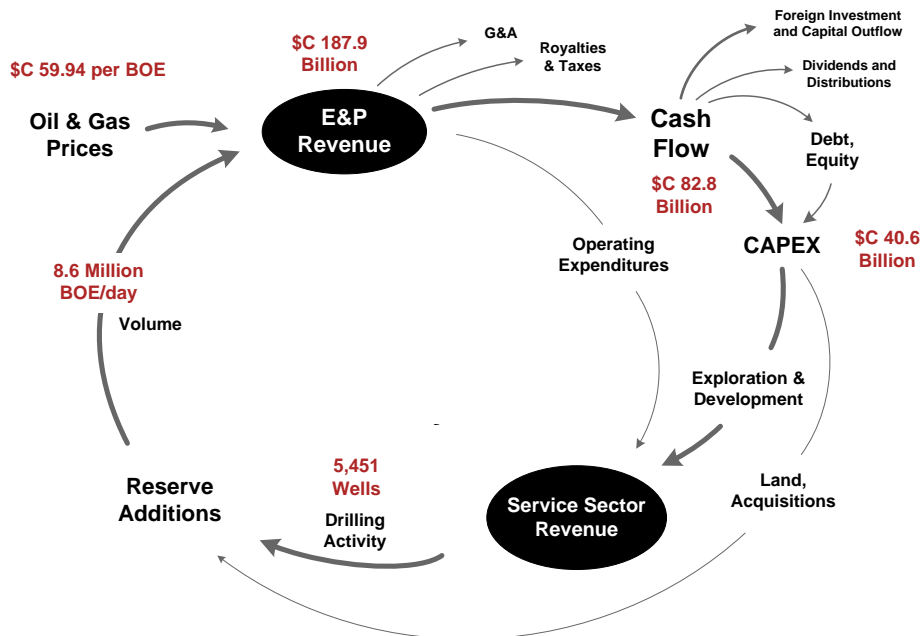 Foreign Investment
and Capital Outflow
$C 187.9
Billion
G&A
Royalties
& Taxes
$C 59.94 per BOE
Dividends and
Distributions
Oil & Gas
Prices
E&P
Revenue
Cash
Flow
Debt,
Equity
$C 82.8
Billion
CAPEX
$C 40.6
Billion
Operating
Expenditures
8.6 Million
BOE/day
Volume
Exploration &
Development
Reserve
Additions
5,451
Wells
Drilling
Activity
Service Sector
Revenue
Land,
Acquisitions